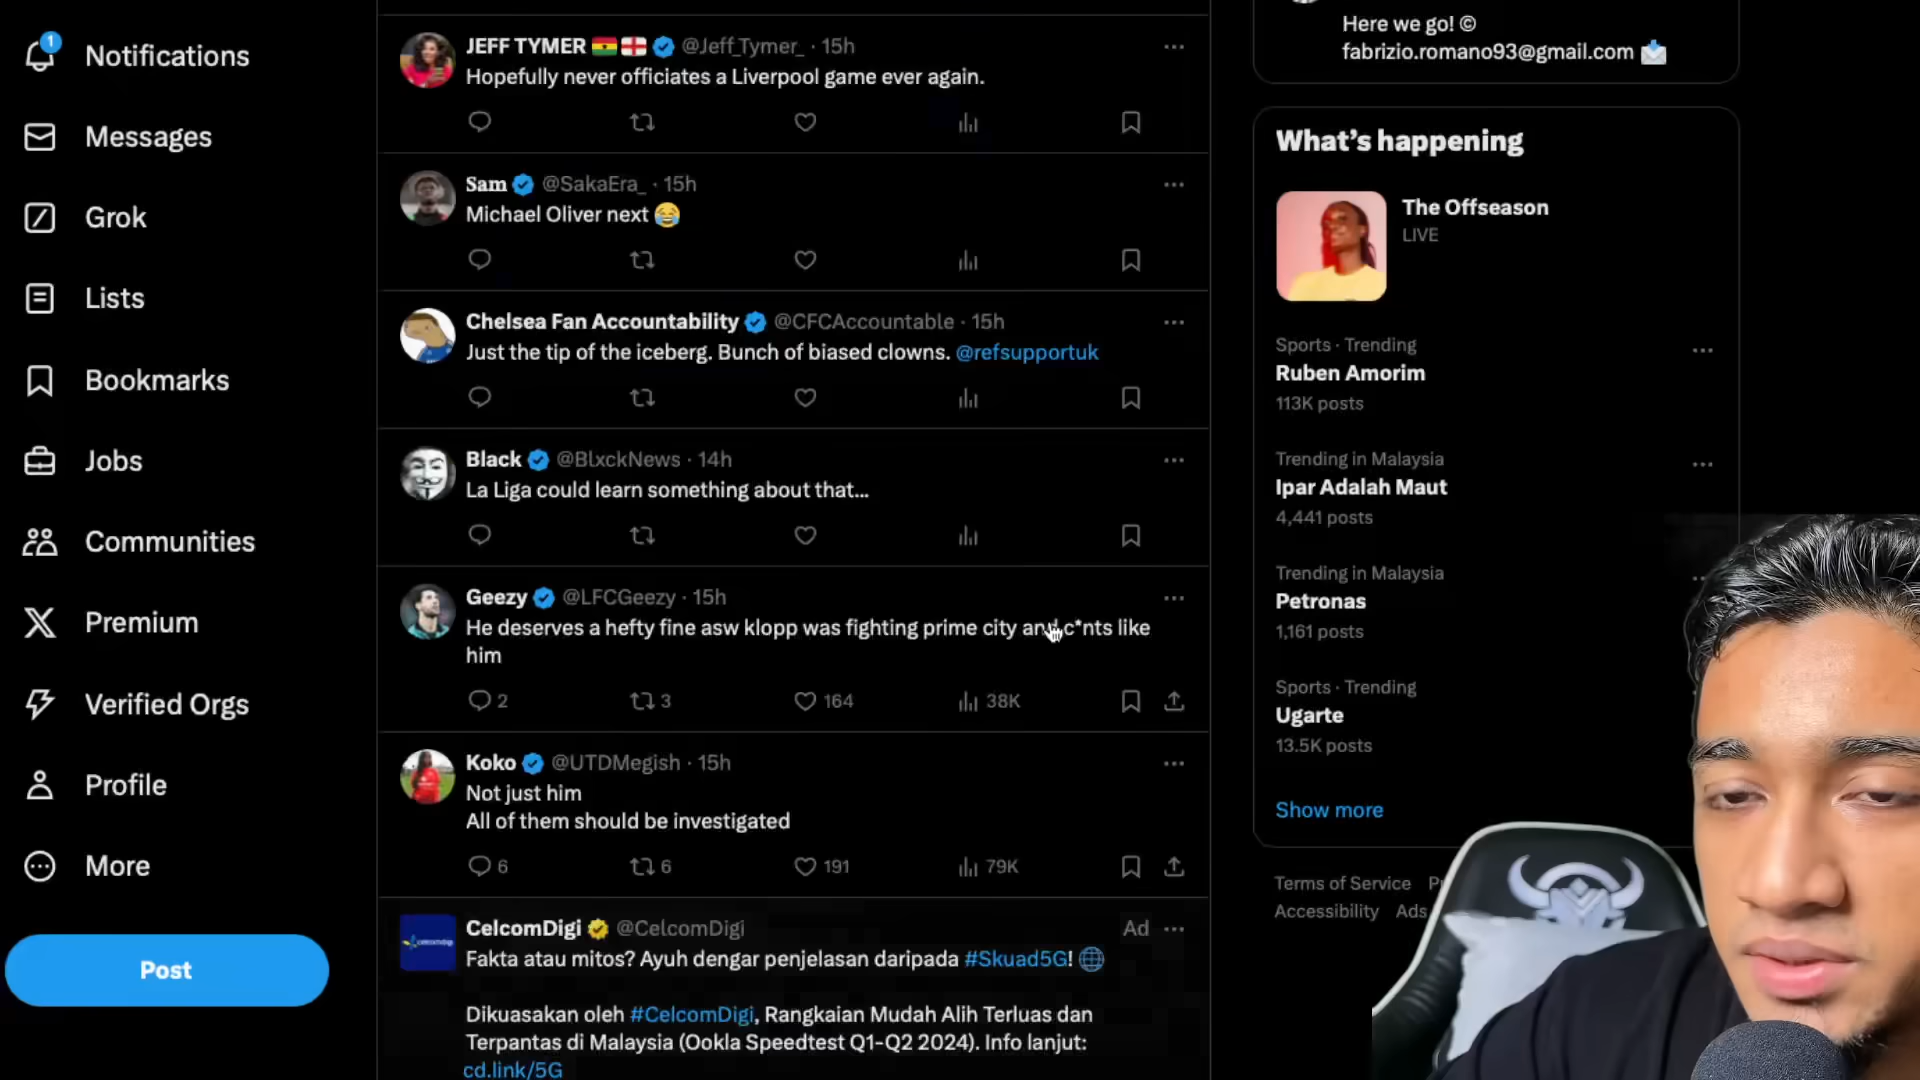 1
Notifications
Messages
Grok
Lists
Bookmarks
Jobs
Communities
Premium
Verified Orgs
Profile
More
Post
JEFF TYMER @Jeff_Tymer_ · 15h
Hopefully never officiates a Liverpool game ever again.
Sam @SakaEra_ · 15h
Michael Oliver next
Chelsea Fan Accountability @CFCAccountable · 15h
Just the tip of the iceberg. Bunch of biased clowns. @refsupportuk
Black @BlxckNews · 14h
La Liga could learn something about that...
Geezy @LFCGeezy · 15h
He deserves a hefty fine asw klopp was fighting prime city and c*nts like
him
2 3 164 38K
Koko @UTDMegish · 15h
Not just him
All of them should be investigated
6 6 191 79K
CelcomDigi @CelcomDigi Ad
Fakta atau mitos? Ayuh dengar penjelasan daripada #Skuad5G!
Dikuasakan oleh #CelcomDigi, Rangkaian Mudah Alih Terluas dan
Terpantas di Malaysia (Ookla Speedtest Q1-Q2 2024). Info lanjut:
cd.link/5G
Here we go! ©
fabrizio.romano93@gmail.com
What's happening
The Offseason
LIVE
Sports · Trending
Ruben Amorim
113K posts
Trending in Malaysia
Ipar Adalah Maut
4,441 posts
Trending in Malaysia
Petronas
1,161 posts
Sports · Trending
Ugarte
13.5K posts
Show more
Terms of Service
Accessibility Ads